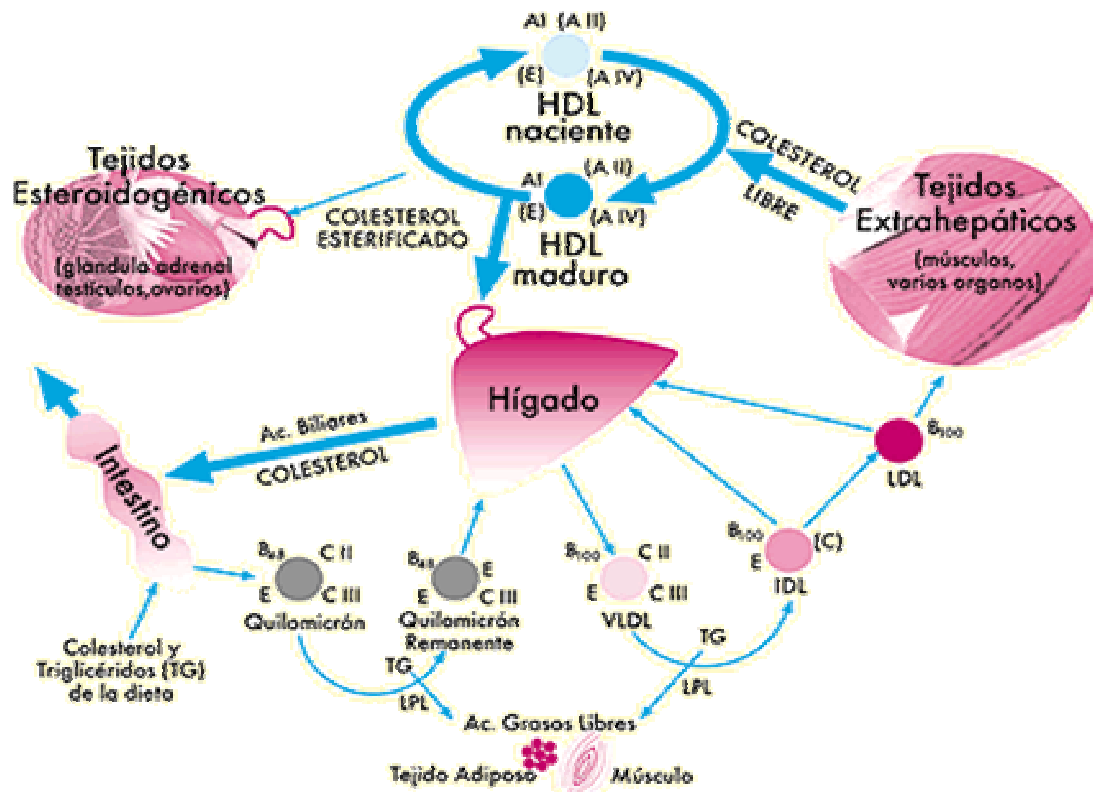 AI (A II)
(E) (A IV)
HDL
naciente
COLESTEROL
LIBRE
Tejidos
Esteroidogénicos
(glándula adrenal
testículos,ovarios)
COLESTEROL
ESTERIFICADO
AI (A II)
(E) (A IV)
HDL
maduro
Tejidos
Extrahepáticos
(músculos,
varios organos)
Hígado
Ac. Biliares
COLESTEROL
Intestino
B100
LDL
B48 C II
E C III
Quilomicrón
B48 E
E C III
Quilomicrón
Remanente
B100 C II
E C III
VLDL
B100 (C)
E
IDL
Colesterol y
Triglicéridos (TG)
de la dieta
TG
LPL
TG
LPL
Ac. Grasos Libres
Tejido Adiposo
Músculo